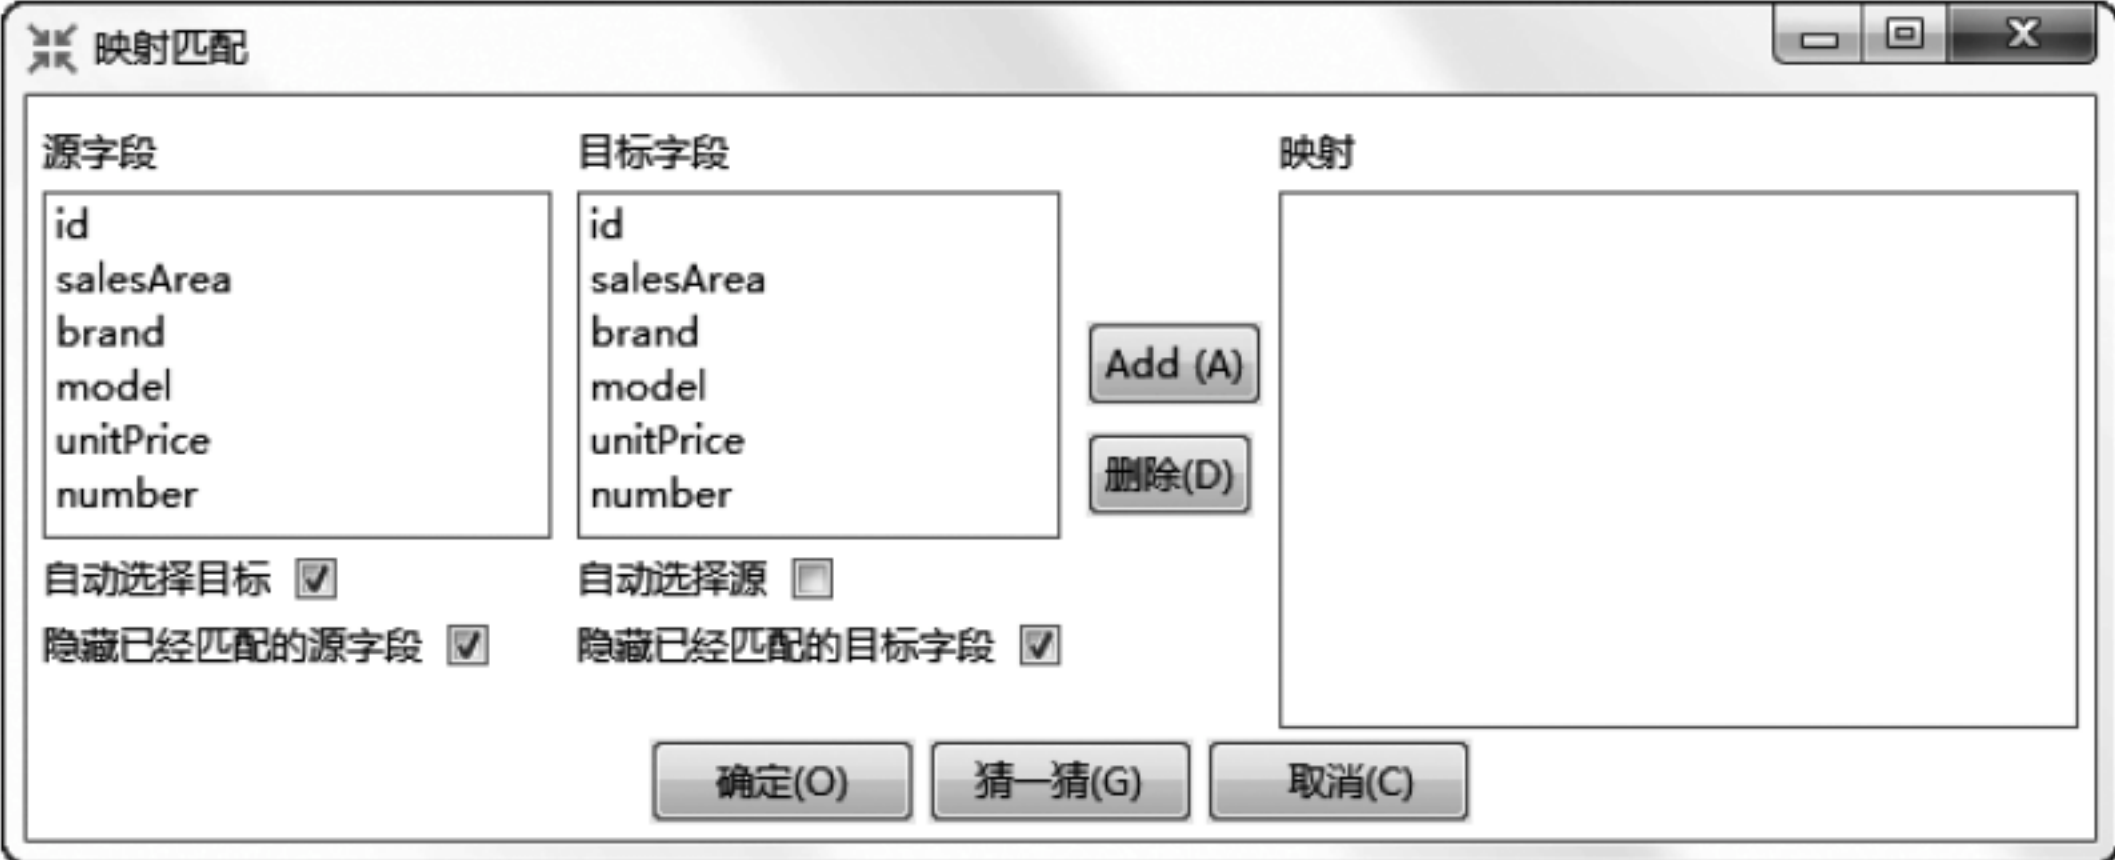 映射匹配
源字段
目标字段
映射
id
salesArea
brand
model
unitPrice
number
id
salesArea
brand
model
unitPrice
number
Add (A)
删除(D)
自动选择目标
自动选择源
隐藏已经匹配的源字段
隐藏已经匹配的目标字段
确定(O)
猜一猜(G)
取消(C)